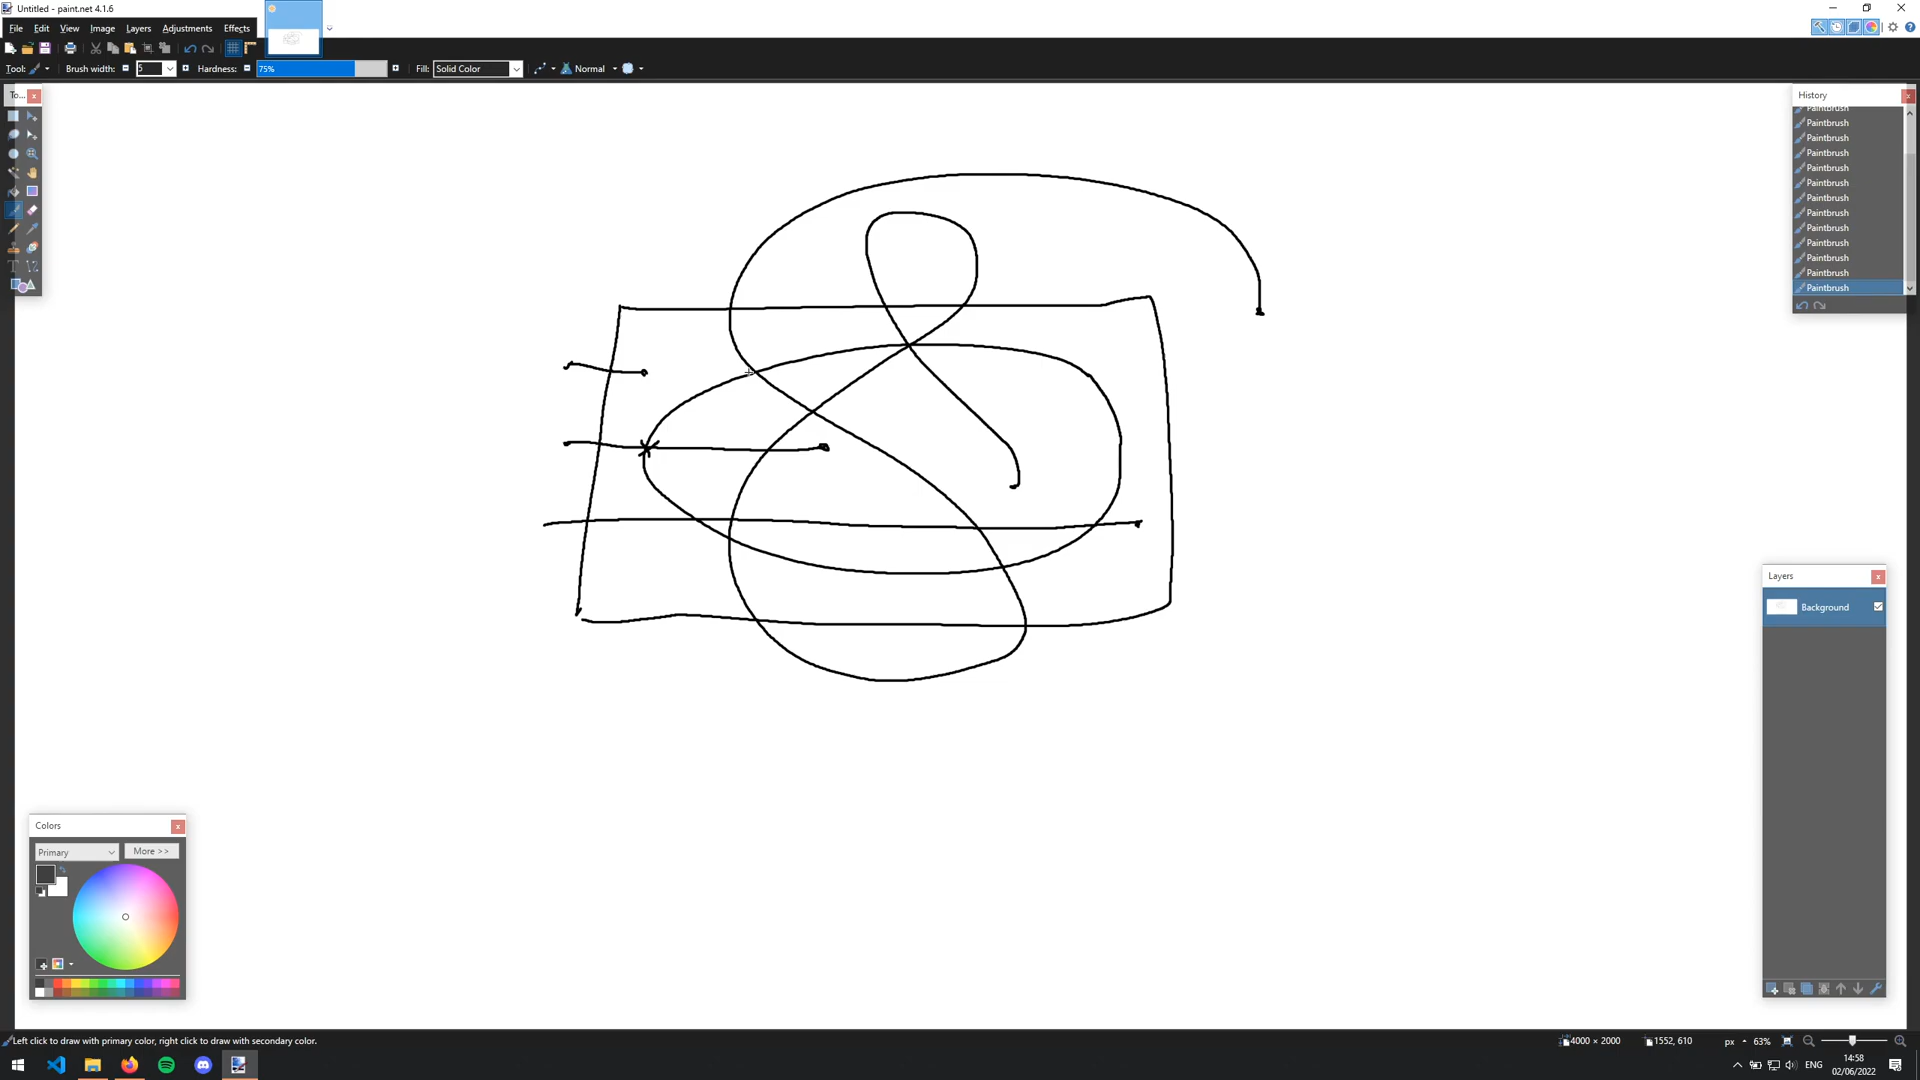 Untitled - paint.net 4.1.6
File Edit View Image Layers Adjustments Effects
Tool: Brush width: 5 Hardness: 75% Fill: Solid Color Normal
To...
History
Paintbrush
Paintbrush
Paintbrush
Paintbrush
Paintbrush
Paintbrush
Paintbrush
Paintbrush
Paintbrush
Paintbrush
Paintbrush
Paintbrush
Paintbrush
Layers
Background
Colors
Primary More >>
Left click to draw with primary color, right click to draw with secondary color. 4000 × 2000 1552, 610 px 63%
ENG 14:58
02/06/2022